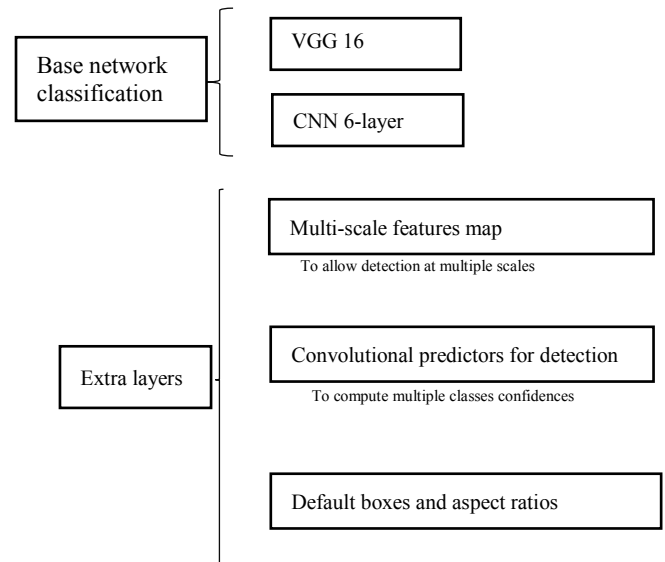 Base network
classification
VGG 16
CNN 6-layer
Extra layers
Multi-scale features map
To allow detection at multiple scales
Convolutional predictors for detection
To compute multiple classes confidences
Default boxes and aspect ratios